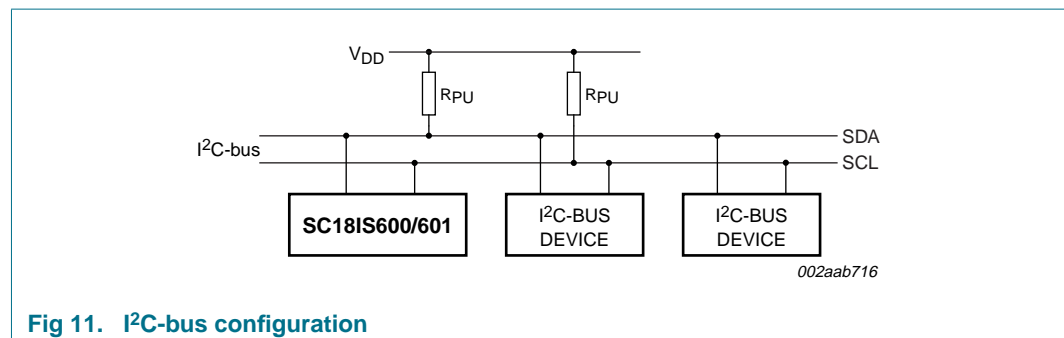 VDD
RPU RPU
SDA
I2C-bus
SCL
SC18IS600/601 I2C-BUS DEVICE I2C-BUS DEVICE
002aab716
Fig 11. I2C-bus configuration